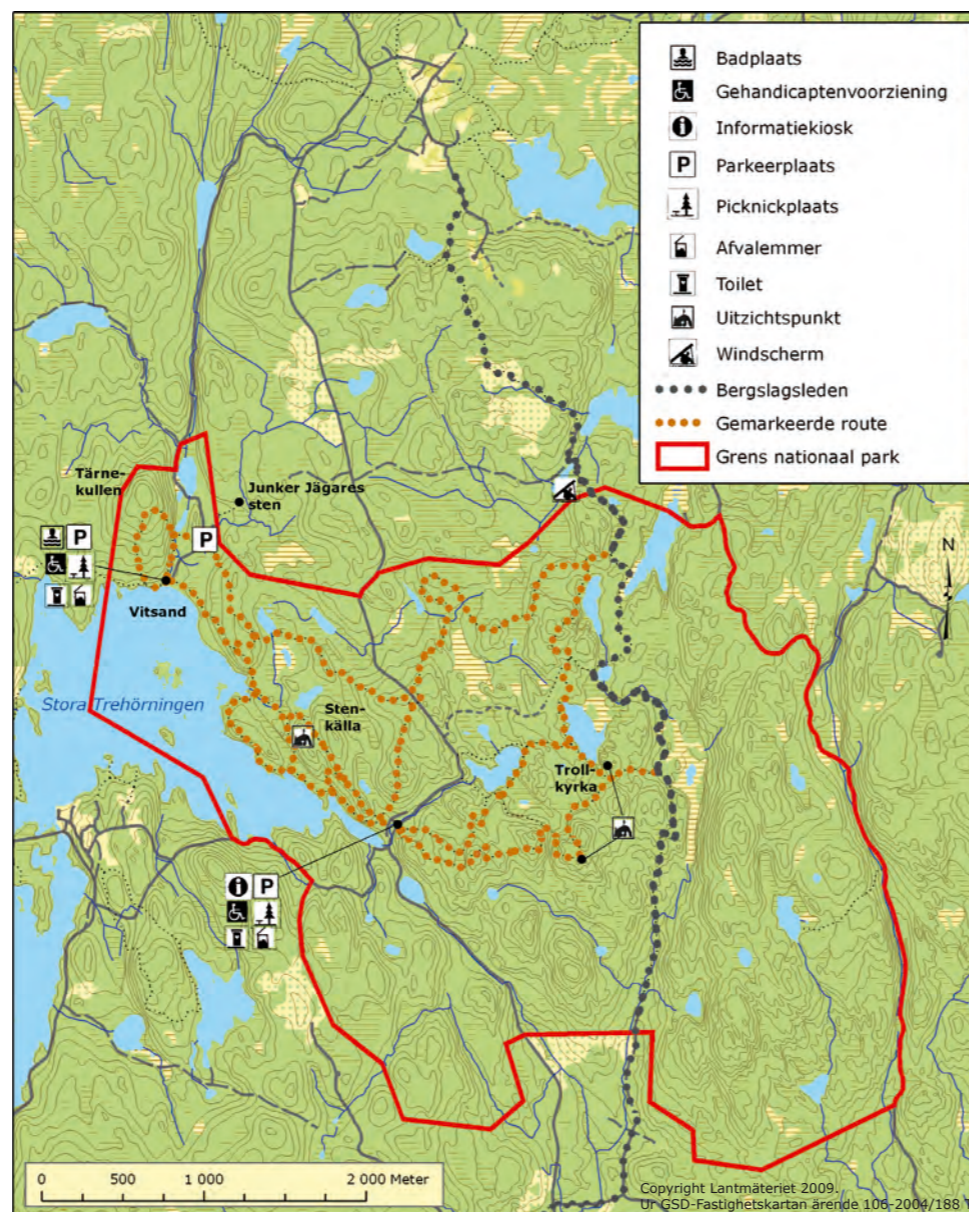 Badplaats
Gehandicaptenvoorziening
Informatiekiosk
P Parkeerplaats
Picknickplaats
Afvalemmer
Toilet
Uitzichtspunkt
Windscherm
Bergslagsleden
Gemarkeerde route
Grens nationaal park
Tärne-
kullen
Junker Jägares
sten
P
P
Vitsand
N
Stora Trehörningen
Sten-
källa
Troll-
kyrka
i P
0 500 1 000 2 000 Meter
Copyright Lantmäteriet 2009.
Ur GSD-Fastighetskartan ärende 106-2004/188 T